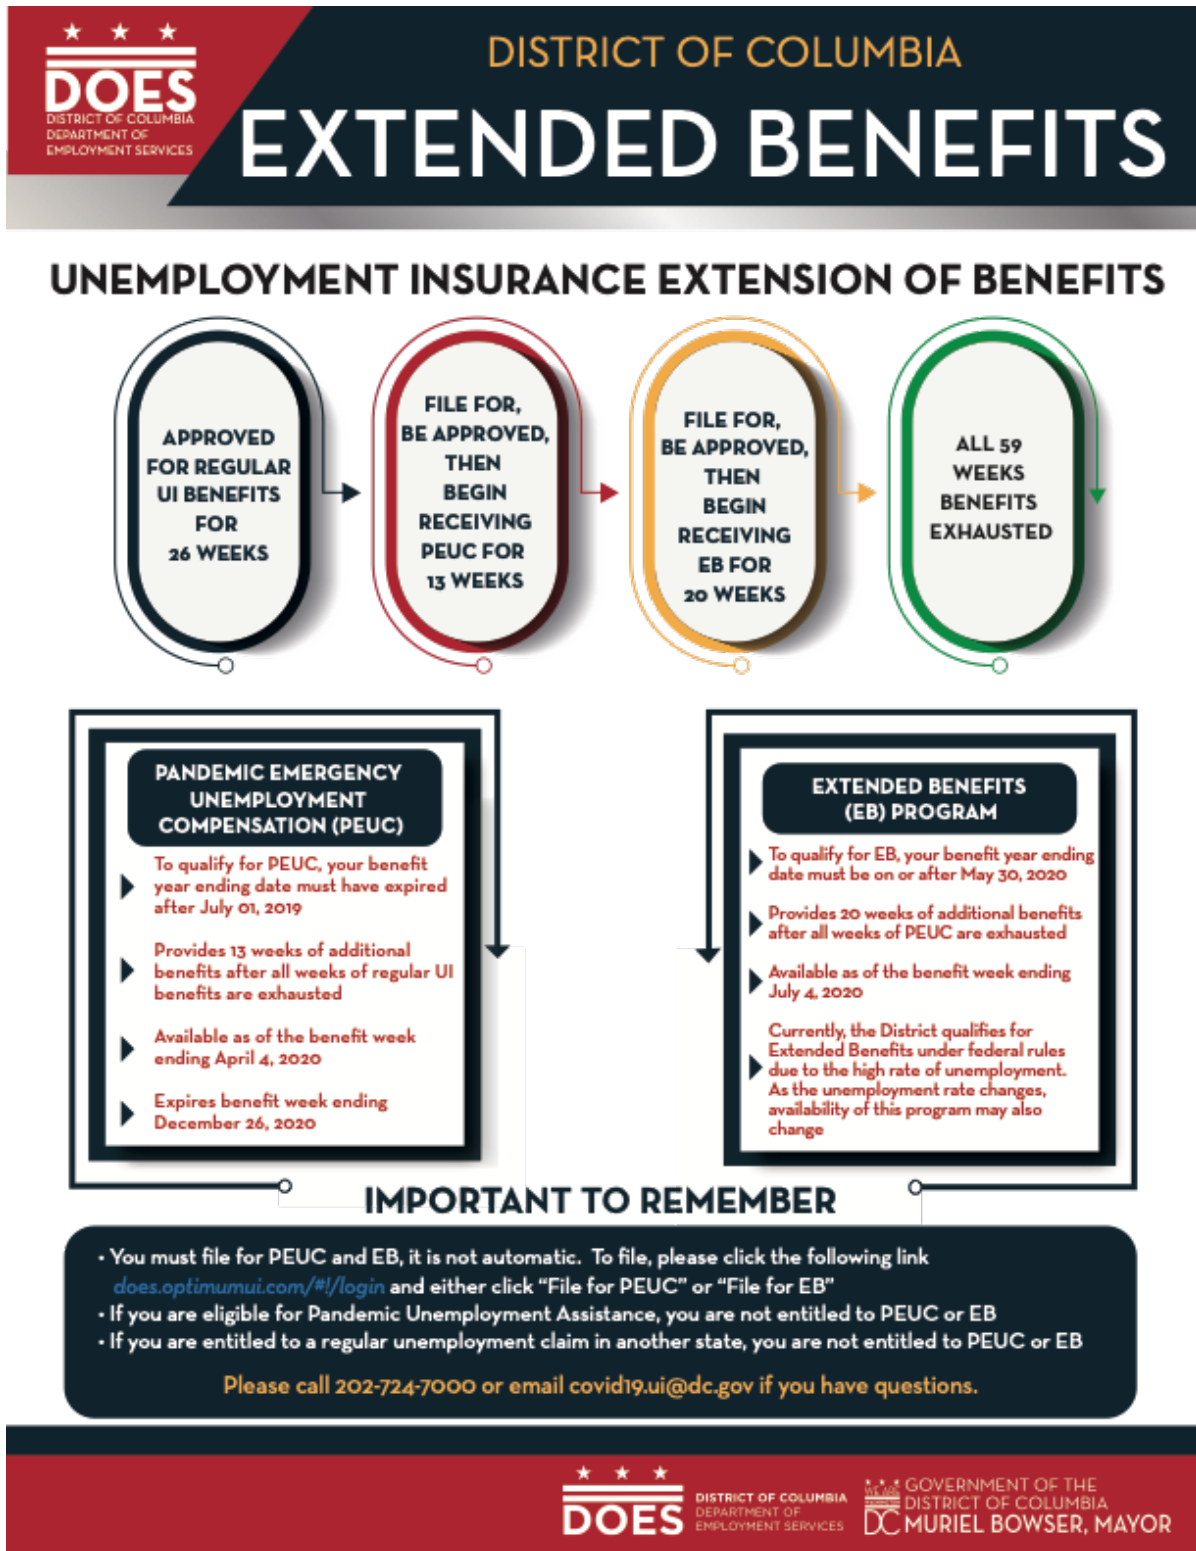 DOES
DISTRICT OF COLUMBIA
DEPARTMENT OF
EMPLOYMENT SERVICES
DISTRICT OF COLUMBIA
EXTENDED BENEFITS
UNEMPLOYMENT INSURANCE EXTENSION OF BENEFITS
APPROVED
FOR REGULAR
UI BENEFITS
FOR
26 WEEKS
FILE FOR,
BE APPROVED,
THEN
BEGIN
RECEIVING
PEUC FOR
13 WEEKS
FILE FOR,
BE APPROVED,
THEN
BEGIN
RECEIVING
EB FOR
20 WEEKS
ALL 59
WEEKS
BENEFITS
EXHAUSTED
PANDEMIC EMERGENCY
UNEMPLOYMENT
COMPENSATION (PEUC)
To qualify for PEUC, your benefit
year ending date must have expired
after July 01, 2019
Provides 13 weeks of additional
benefits after all weeks of regular UI
benefits are exhausted
Available as of the benefit week
ending April 4, 2020
Expires benefit week ending
December 26, 2020
EXTENDED BENEFITS
(EB) PROGRAM
To qualify for EB, your benefit year ending
date must be on or after May 30, 2020
Provides 20 weeks of additional benefits
after all weeks of PEUC are exhausted
Available as of the benefit week ending
July 4, 2020
Currently, the District qualifies for
Extended Benefits under federal rules
due to the high rate of unemployment.
As the unemployment rate changes,
availability of this program may also
change
IMPORTANT TO REMEMBER
• You must file for PEUC and EB, it is not automatic. To file, please click the following link
does.optimumui.com/#!/login and either click “File for PEUC” or “File for EB”
• If you are eligible for Pandemic Unemployment Assistance, you are not entitled to PEUC or EB
• If you are entitled to a regular unemployment claim in another state, you are not entitled to PEUC or EB
Please call 202-724-7000 or email covid19.ui@dc.gov if you have questions.
DOES
DISTRICT OF COLUMBIA
DEPARTMENT OF
EMPLOYMENT SERVICES
WE ARE
WASHINGTON
DC
GOVERNMENT OF THE
DISTRICT OF COLUMBIA
MURIEL BOWSER, MAYOR